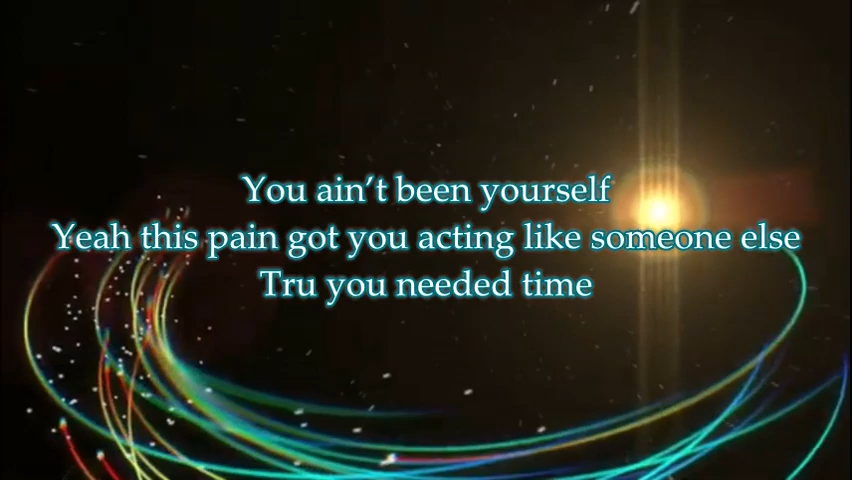 You ain’t been yourself
Yeah this pain got you acting like someone else
Tru you needed time